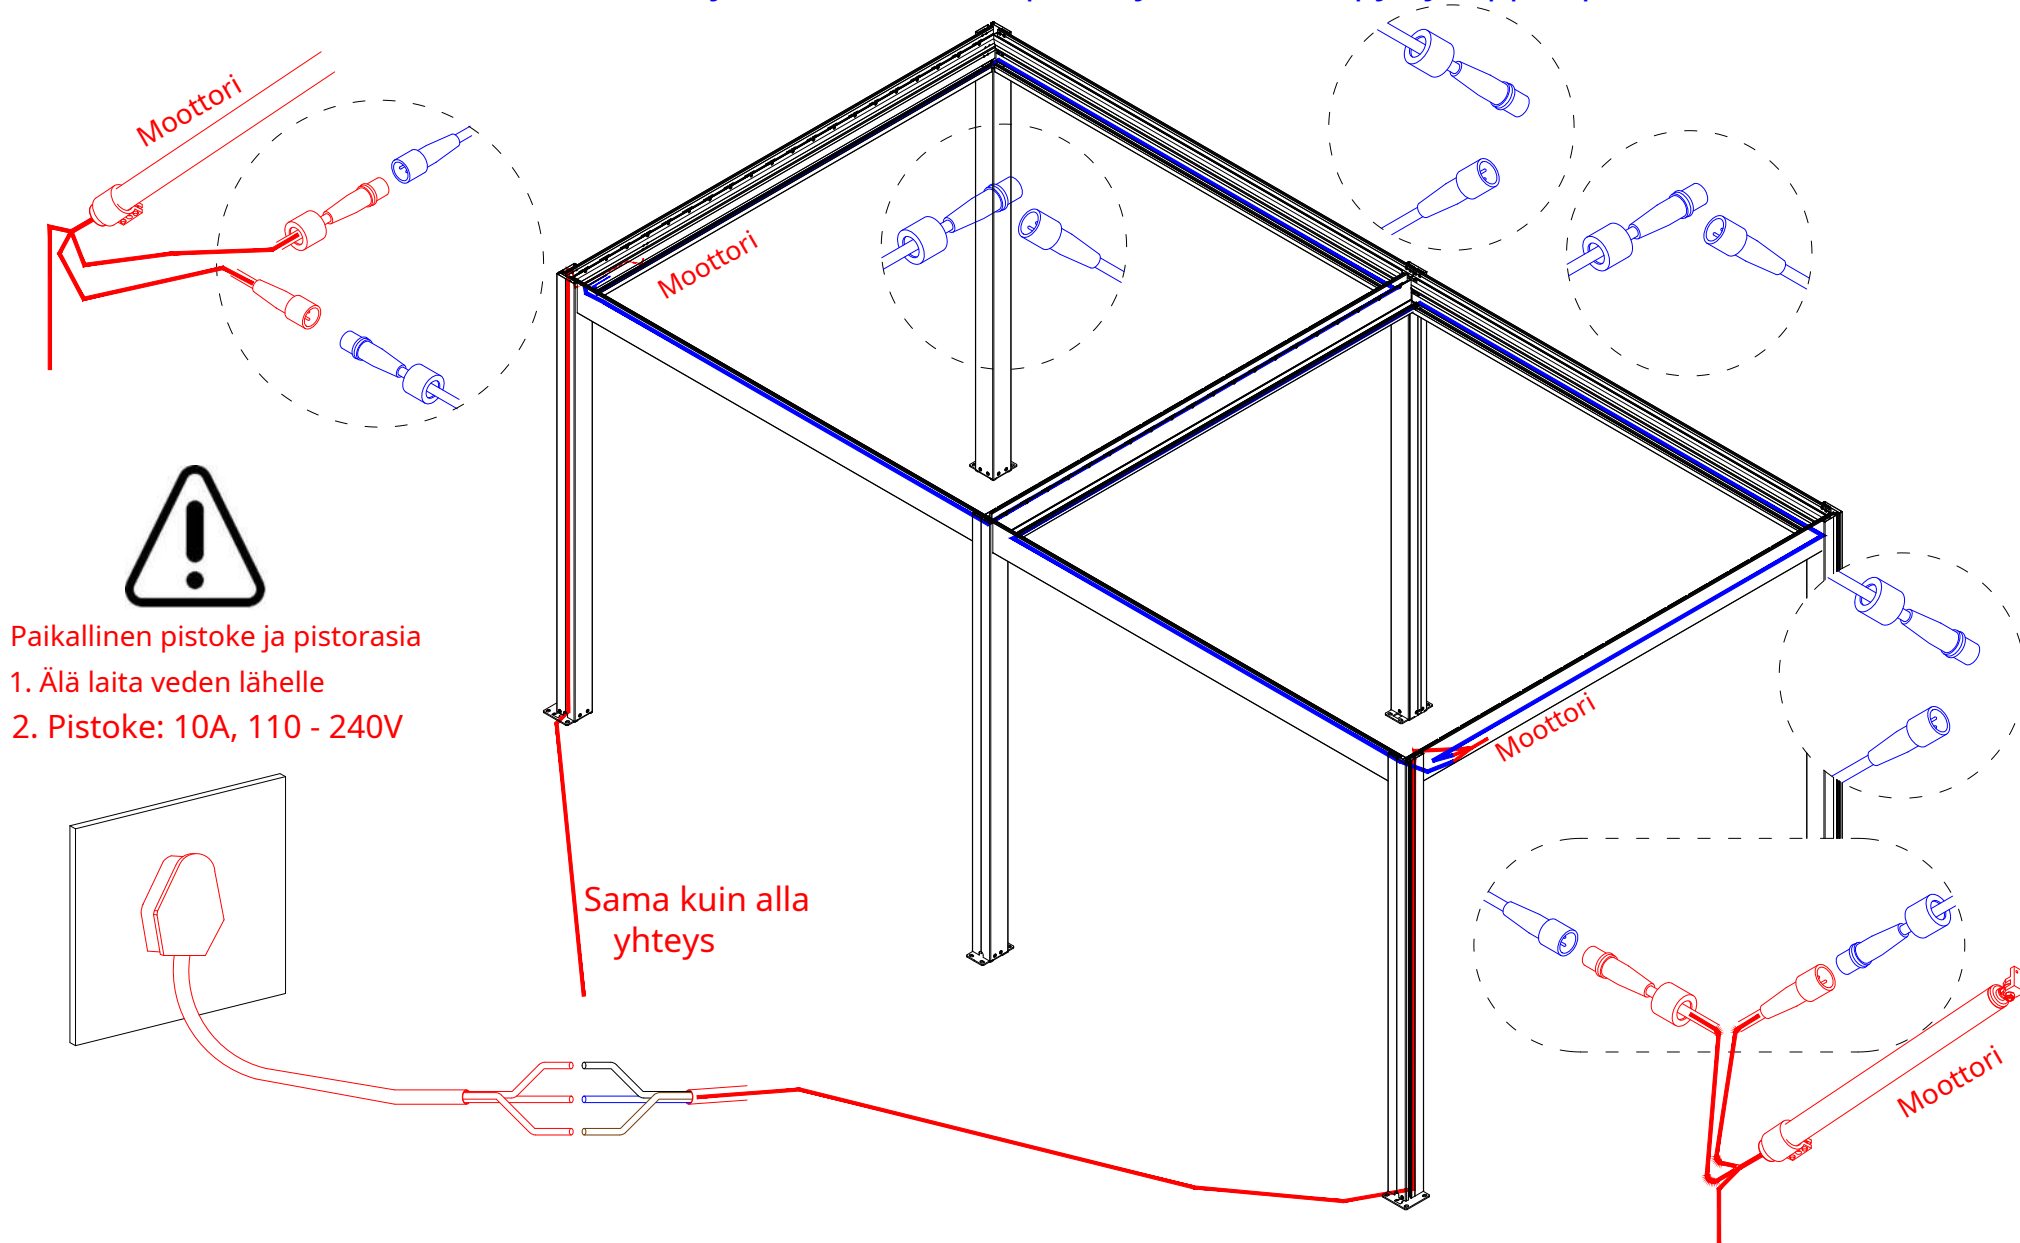 Moottori
Moottori
Paikallinen pistoke ja pistorasia
1. Älä laita veden lähelle
2. Pistoke: 10A, 110 - 240V
Moottori
Sama kuin alla
yhteys
Moottori